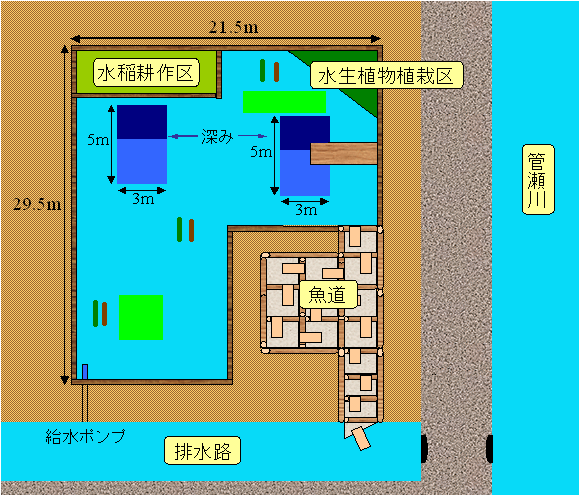 21.5m
水稲耕作区
水生植物植栽区
5m
深み
5m
3m
3m
管瀬川
29.5m
魚道
給水ポンプ
排水路